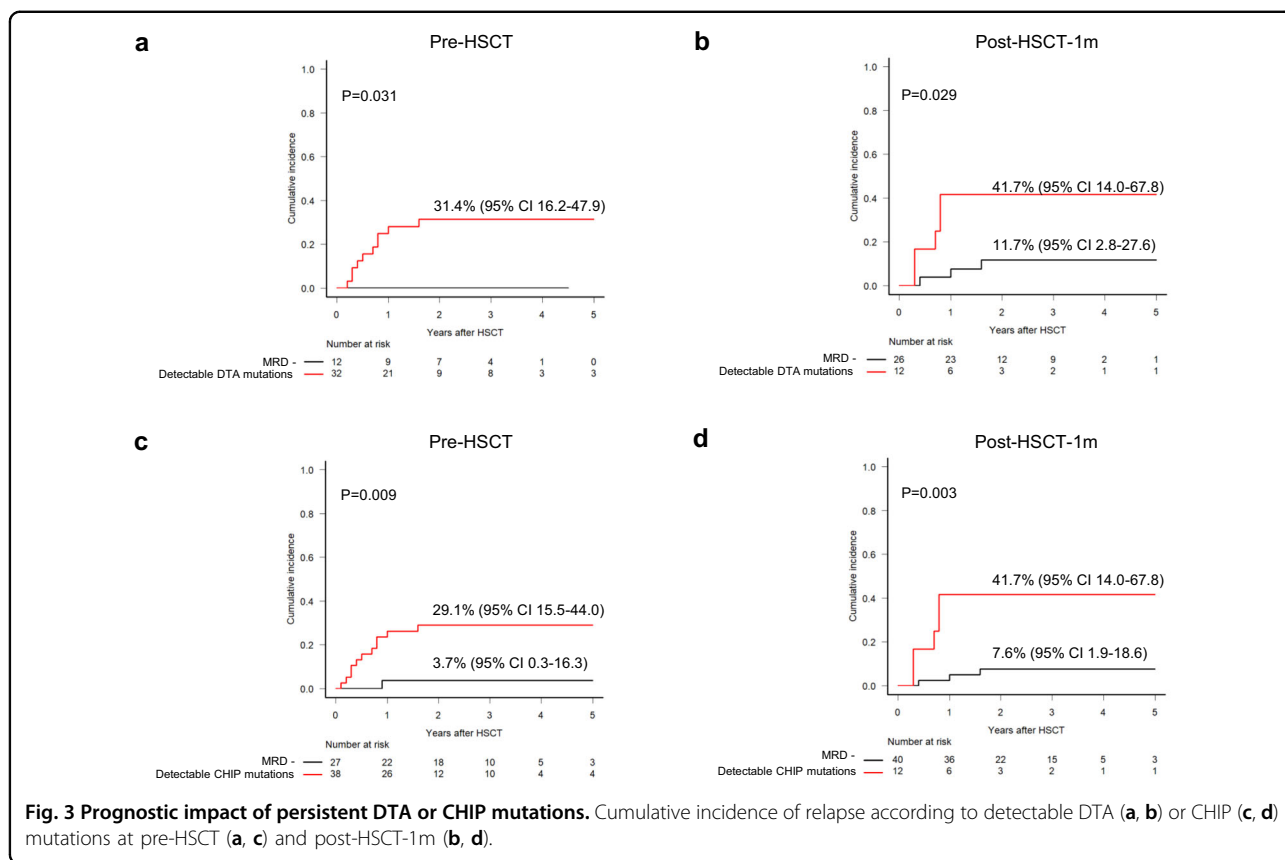 a
Pre-HSCT
1.0
0.8
0.6
0.4
0.2
0.0
Cumulative incidence
P=0.031
31.4% (95% CI 16.2-47.9)
0 1 2 3 4 5
Years after HSCT
Number at risk
MRD - 12 9 7 4 1 0
Detectable DTA mutations 32 21 9 8 3 3
b
Post-HSCT-1m
1.0
0.8
0.6
0.4
0.2
0.0
Cumulative incidence
P=0.029
41.7% (95% CI 14.0-67.8)
11.7% (95% CI 2.8-27.6)
0 1 2 3 4 5
Years after HSCT
Number at risk
MRD - 26 23 12 9 2 1
Detectable DTA mutations 12 6 3 2 1 1
c
Pre-HSCT
1.0
0.8
0.6
0.4
0.2
0.0
Cumulative incidence
P=0.009
29.1% (95% CI 15.5-44.0)
3.7% (95% CI 0.3-16.3)
0 1 2 3 4 5
Years after HSCT
Number at risk
MRD - 27 22 18 10 5 3
Detectable CHIP mutations 38 26 12 10 4 4
d
Post-HSCT-1m
1.0
0.8
0.6
0.4
0.2
0.0
Cumulative incidence
P=0.003
41.7% (95% CI 14.0-67.8)
7.6% (95% CI 1.9-18.6)
0 1 2 3 4 5
Years after HSCT
Number at risk
MRD - 40 36 22 15 5 3
Detectable CHIP mutations 12 6 3 2 1 1
Fig. 3 Prognostic impact of persistent DTA or CHIP mutations. Cumulative incidence of relapse according to detectable DTA (a, b) or CHIP (c, d)
mutations at pre-HSCT (a, c) and post-HSCT-1m (b, d).